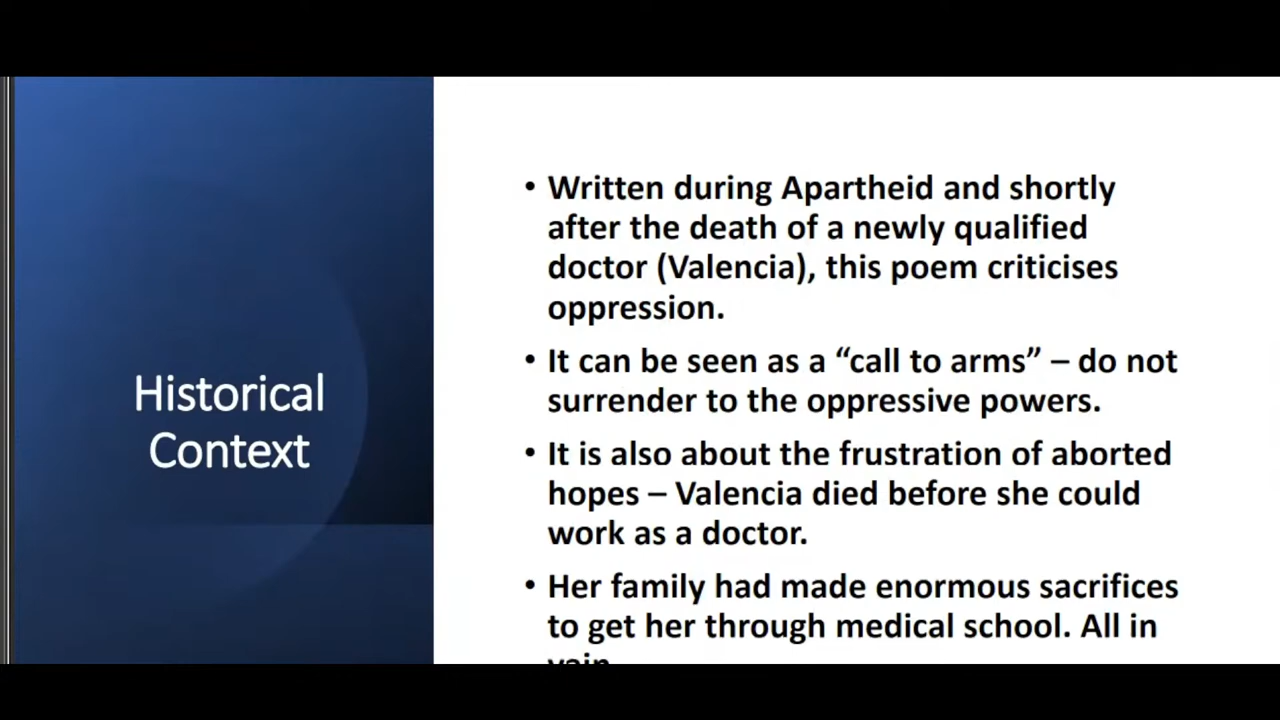 Historical
Context
• Written during Apartheid and shortly
after the death of a newly qualified
doctor (Valencia), this poem criticises
oppression.
• It can be seen as a “call to arms” – do not
surrender to the oppressive powers.
• It is also about the frustration of aborted
hopes – Valencia died before she could
work as a doctor.
• Her family had made enormous sacrifices
to get her through medical school. All in
vain